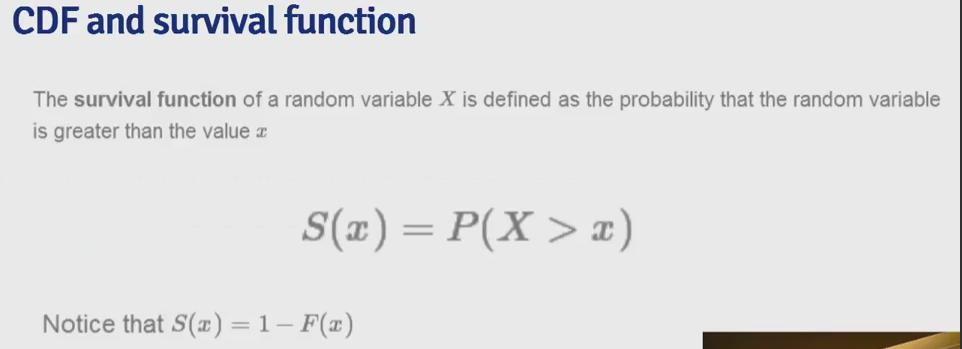 CDF and survival function
The survival function of a random variable X is defined as the probability that the random variable
is greater than the value x
S(x) = P(X > x)
Notice that S(x) = 1 − F(x)